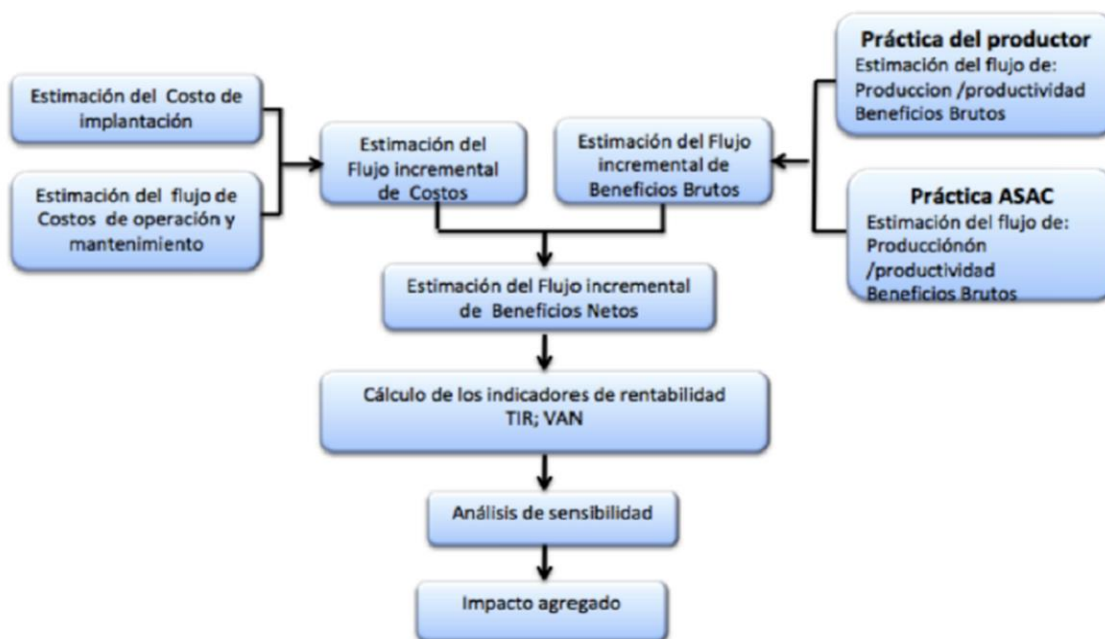 Estimación del Costo de
implantación
Estimación del flujo de
Costos de operación y
mantenimiento
Estimación del
Flujo incremental
de Costos
Estimación del Flujo
incremental de
Beneficios Brutos
Práctica del productor
Estimación del flujo de:
Produccion /productividad
Beneficios Brutos
Práctica ASAC
Estimación del flujo de:
Producciónón
/productividad
Beneficios Brutos
Estimación del Flujo incremental
de Beneficios Netos
Cálculo de los indicadores de rentabilidad
TIR; VAN
Análisis de sensibilidad
Impacto agregado